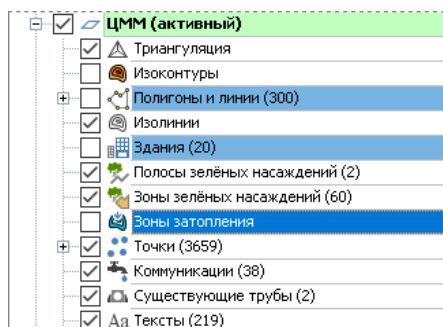 ЦММ (активный)
Триангуляция
Изоконтуры
Полигоны и линии (300)
Изолинии
Здания (20)
Полосы зелёных насаждений (2)
Зоны зелёных насаждений (60)
Зоны затопления
Точки (3659)
Коммуникации (38)
Существующие трубы (2)
Aa Тексты (219)